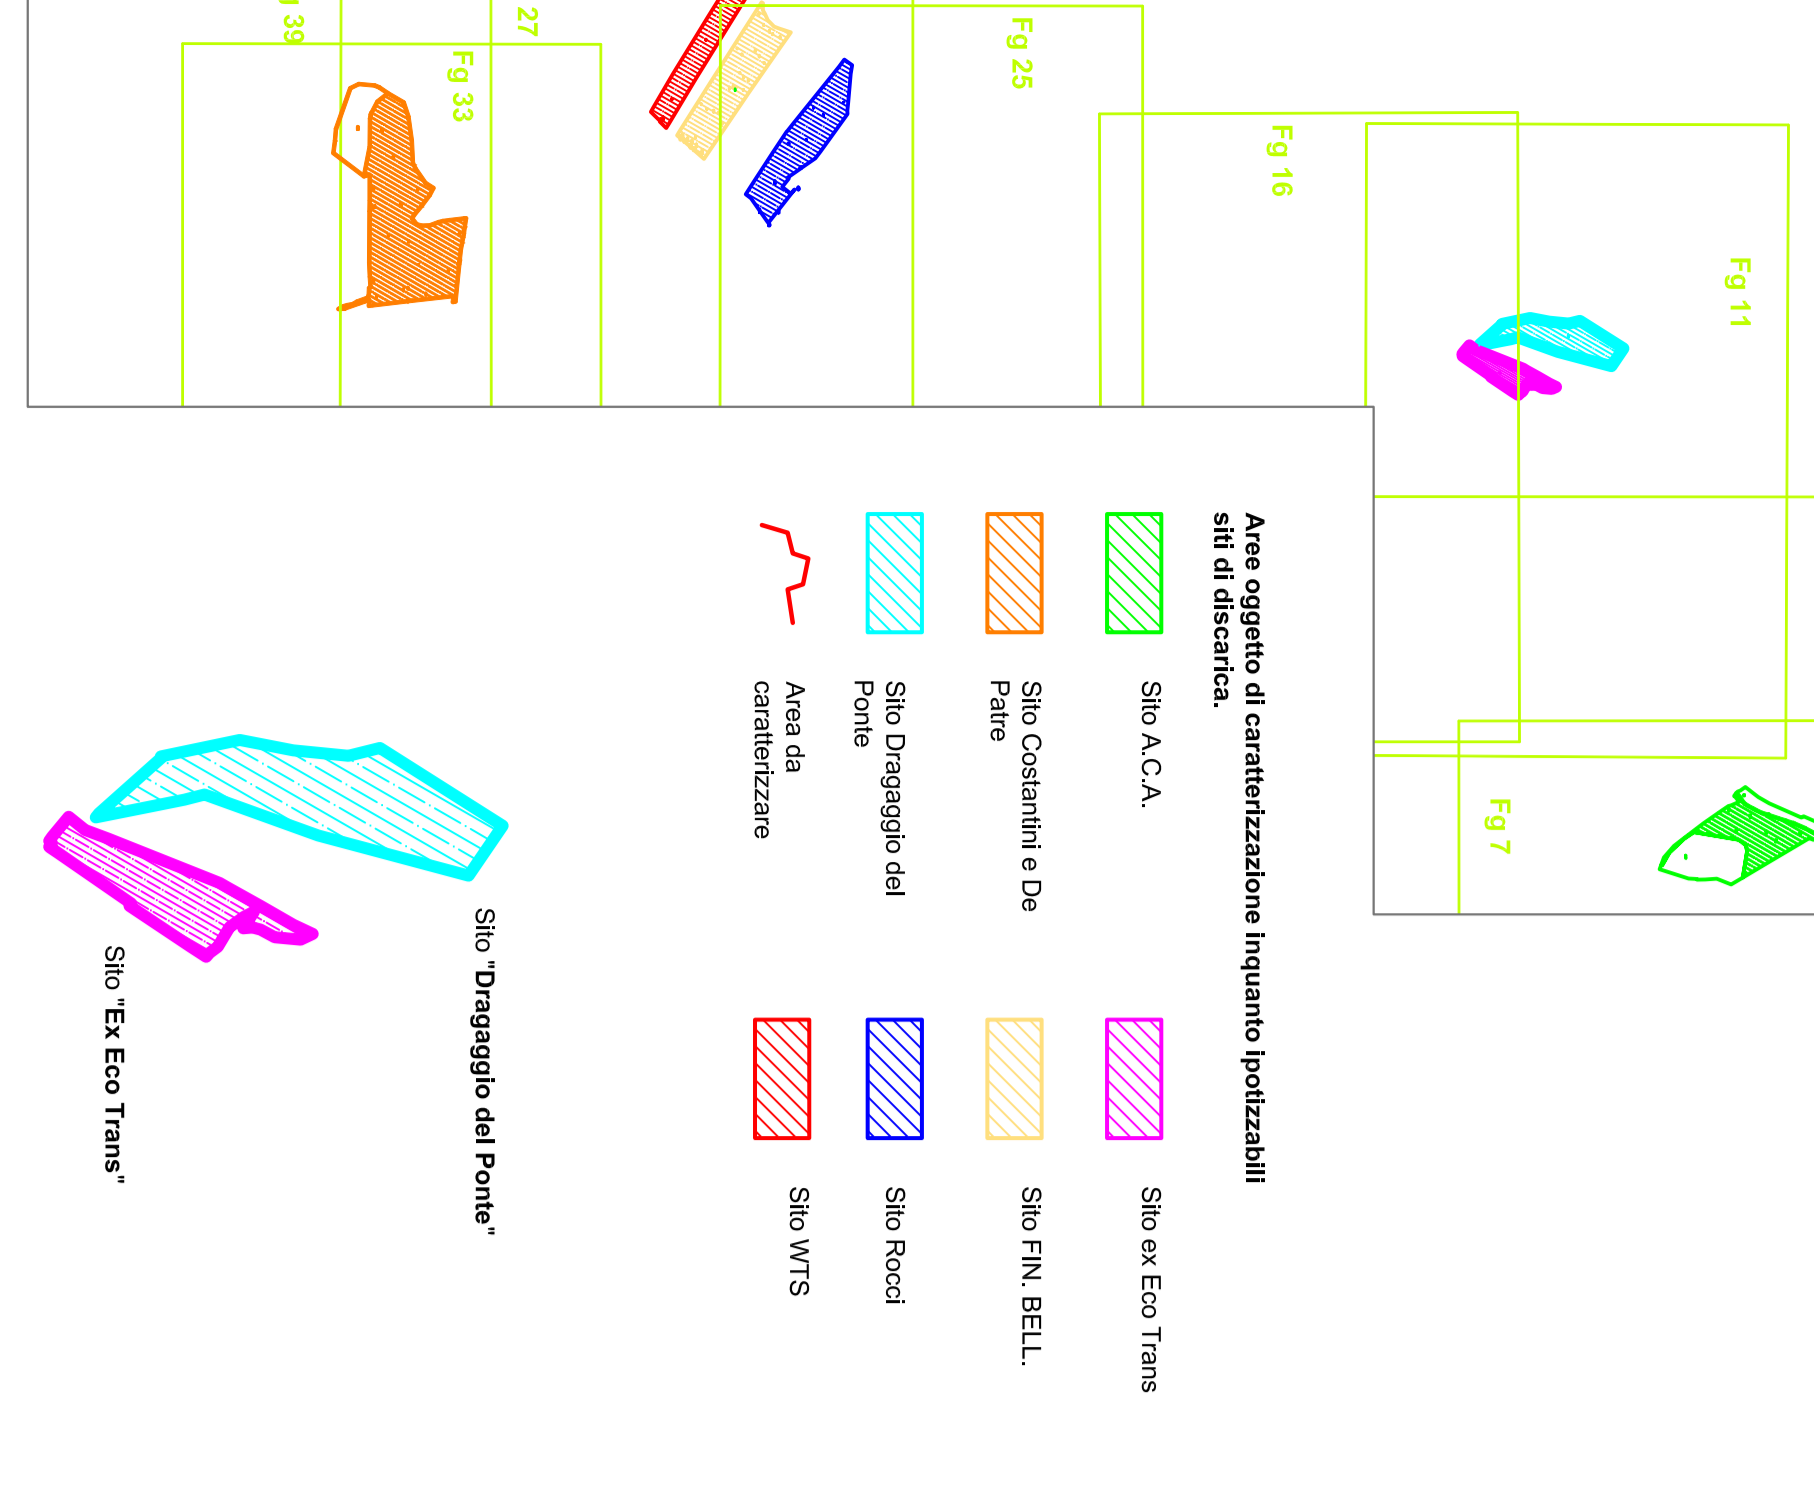 Fg 11
Fg 16
Fg 25
27
Fg 33
g 39
Fg 7
Aree oggetto di caratterizzazione inquanto ipotizzabili
siti di discarica.
Sito A.C.A.
Sito ex Eco Trans
Sito Costantini e De
Patre
Sito FIN. BELL.
Sito Dragaggio del
Ponte
Sito Rocci
Area da
caratterizzare
Sito WTS
Sito "Dragaggio del Ponte"
Sito "Ex Eco Trans"